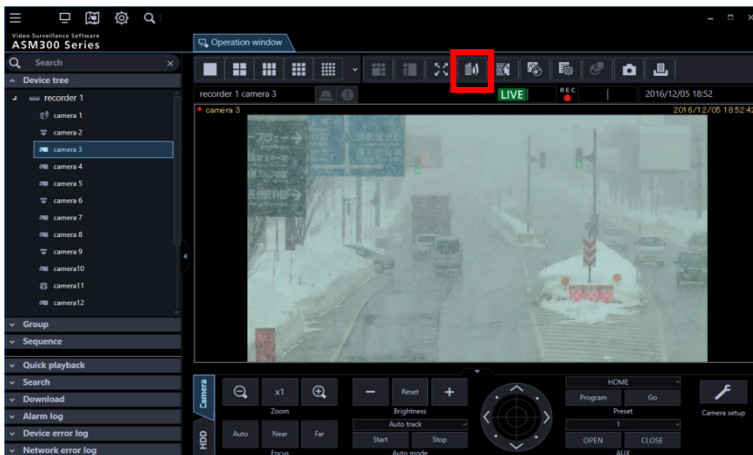 Video Surveillance Software
ASM300 Series
Operation window
Search
Device tree
recorder 1
camera 1
camera 2
camera 3
camera 4
camera 5
camera 6
camera 7
camera 8
camera 9
camera10
camera11
camera12
Group
Sequence
Quick playback
Search
Download
Alarm log
Device error log
Network error log
recorder 1 camera 3
LIVE
REC
2016/12/05 18:52
camera 3
2016/12/05 18:52:42
Camera
HDD
x1
Zoom
Auto
Near
Far
Focus
Reset
Brightness
Auto track
Start
Stop
Auto mode
HOME
Program
Go
Preset
1
OPEN
CLOSE
AUX
Camera setup